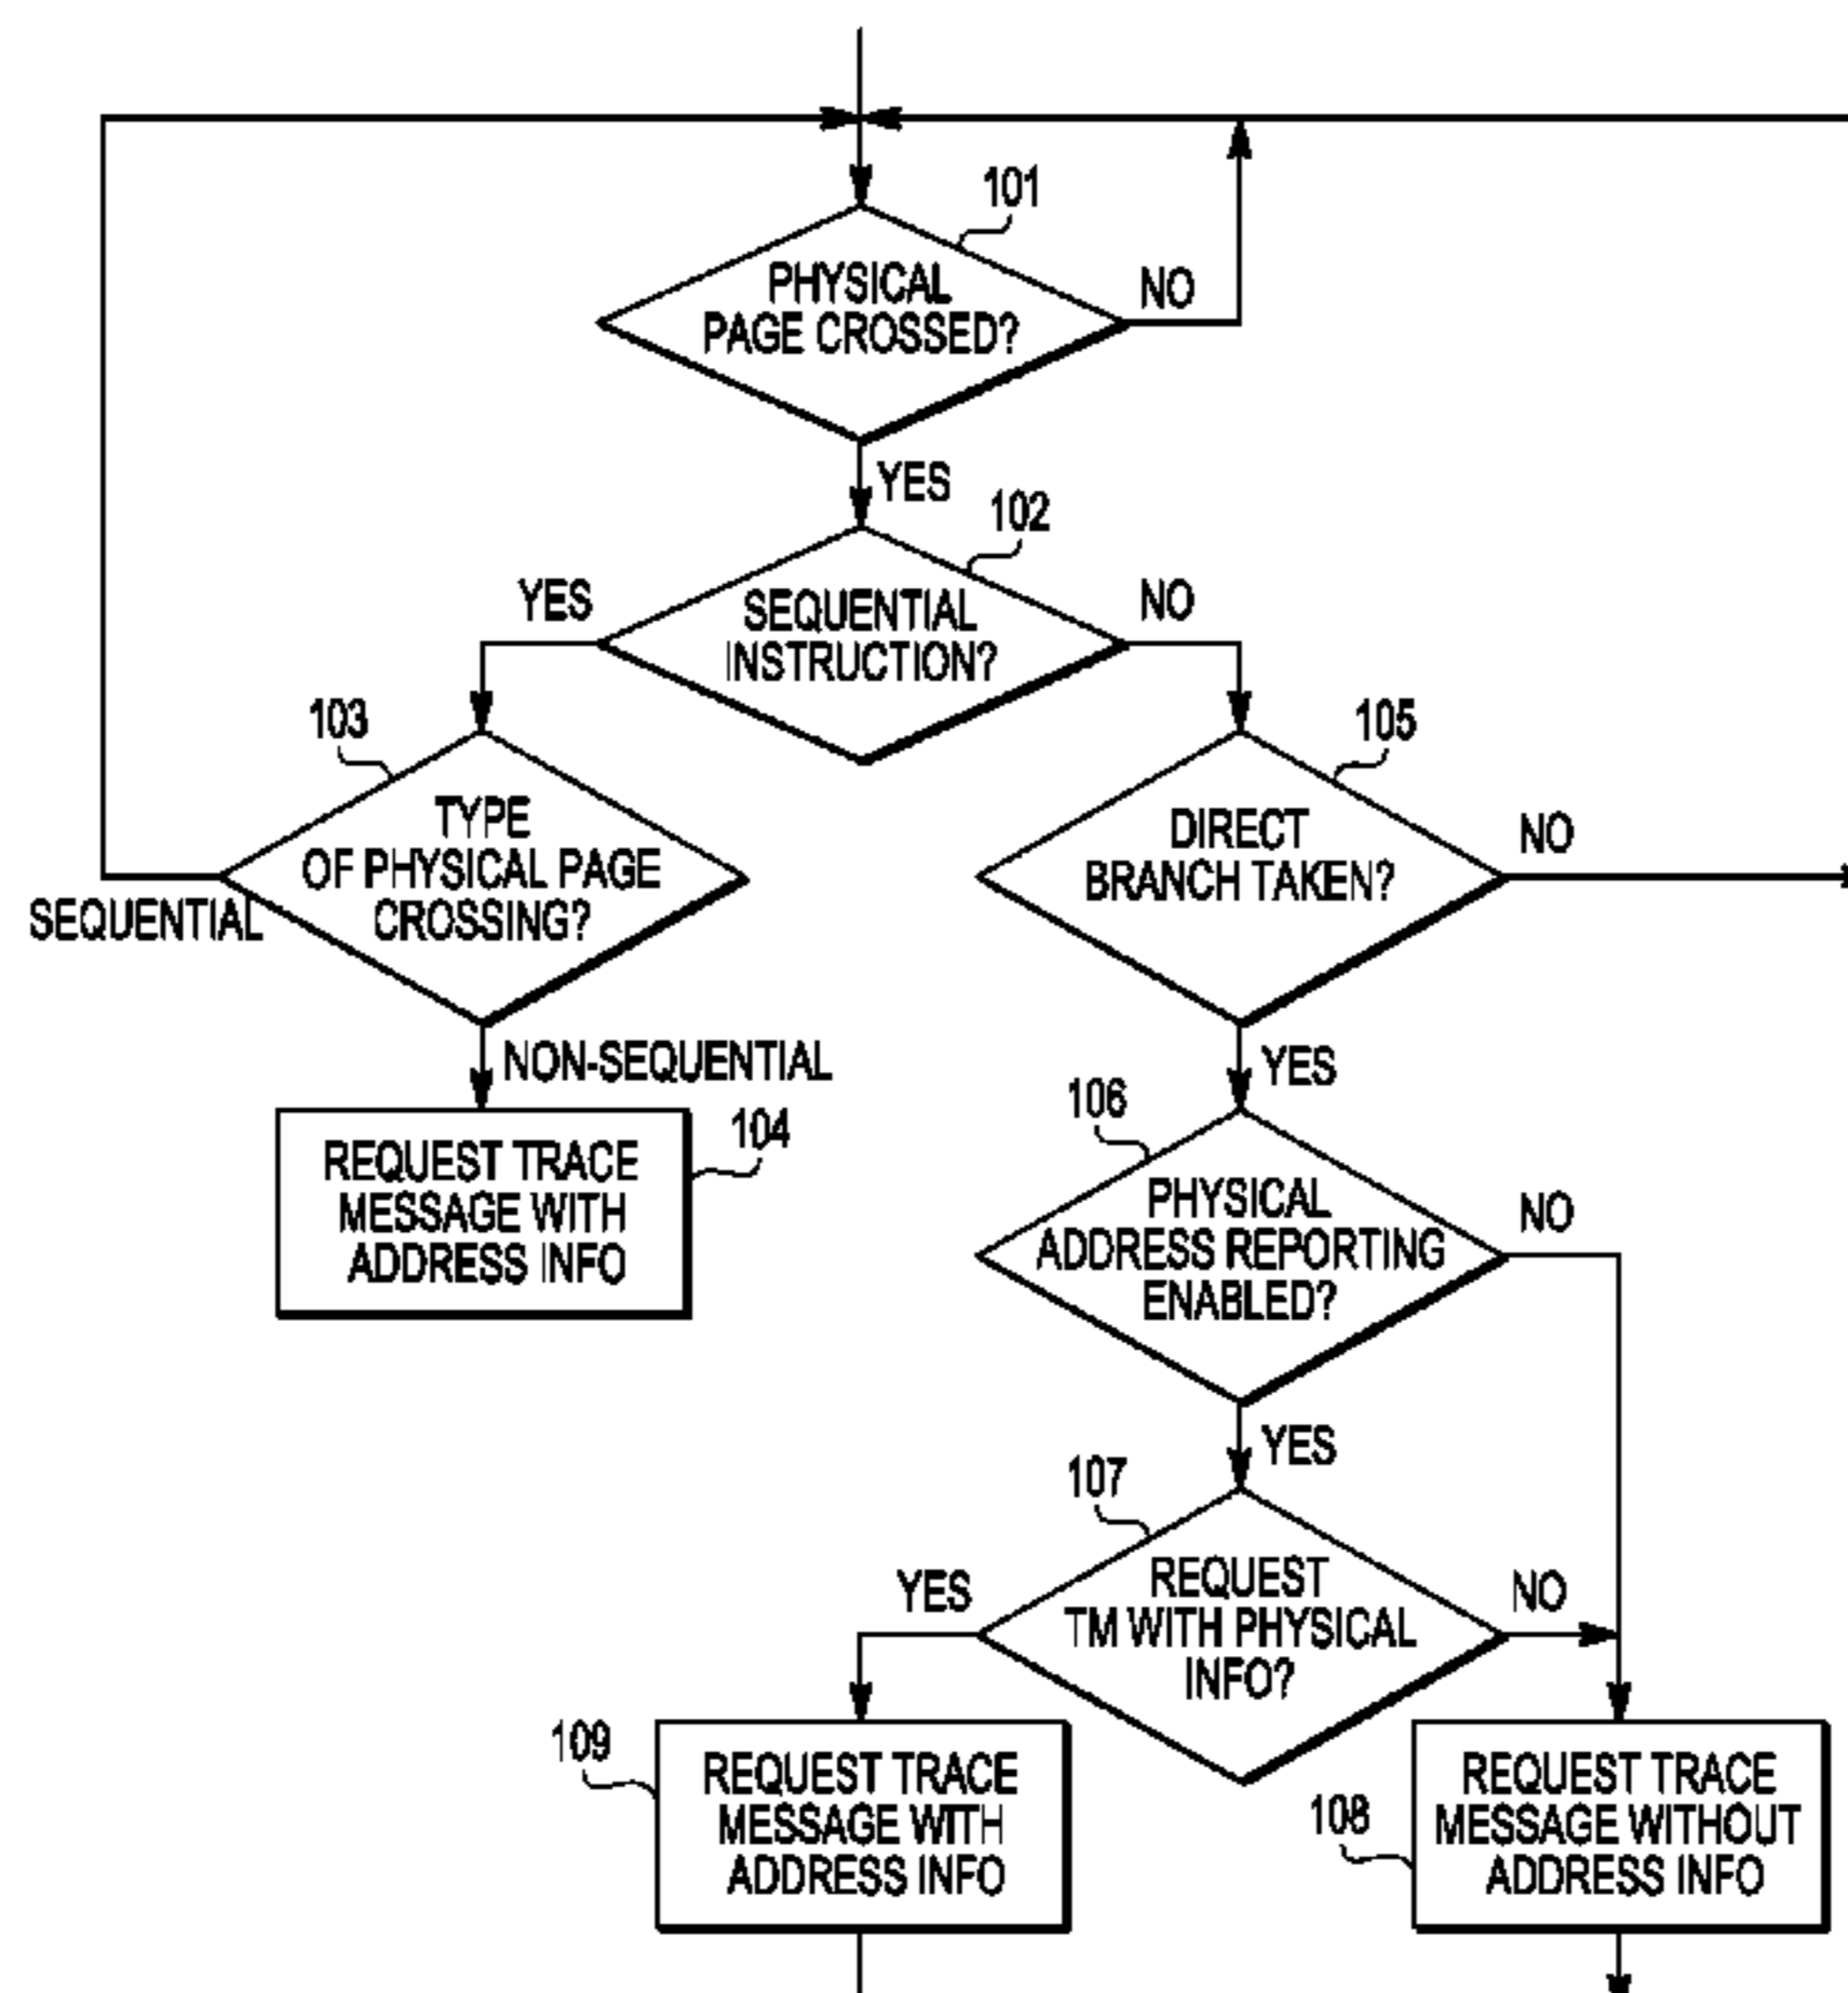 101
PHYSICAL
PAGE CROSSED?
NO
YES
102
YES
SEQUENTIAL
INSTRUCTION?
NO
103
105
TYPE
OF PHYSICAL PAGE
CROSSING?
SEQUENTIAL
DIRECT
BRANCH TAKEN?
NO
NON-SEQUENTIAL
YES
104
REQUEST TRACE
MESSAGE WITH
ADDRESS INFO
106
PHYSICAL
ADDRESS REPORTING
ENABLED?
NO
YES
107
YES
REQUEST
TM WITH PHYSICAL
INFO?
NO
109
REQUEST TRACE
MESSAGE WITH
ADDRESS INFO
108
REQUEST TRACE
MESSAGE WITHOUT
ADDRESS INFO